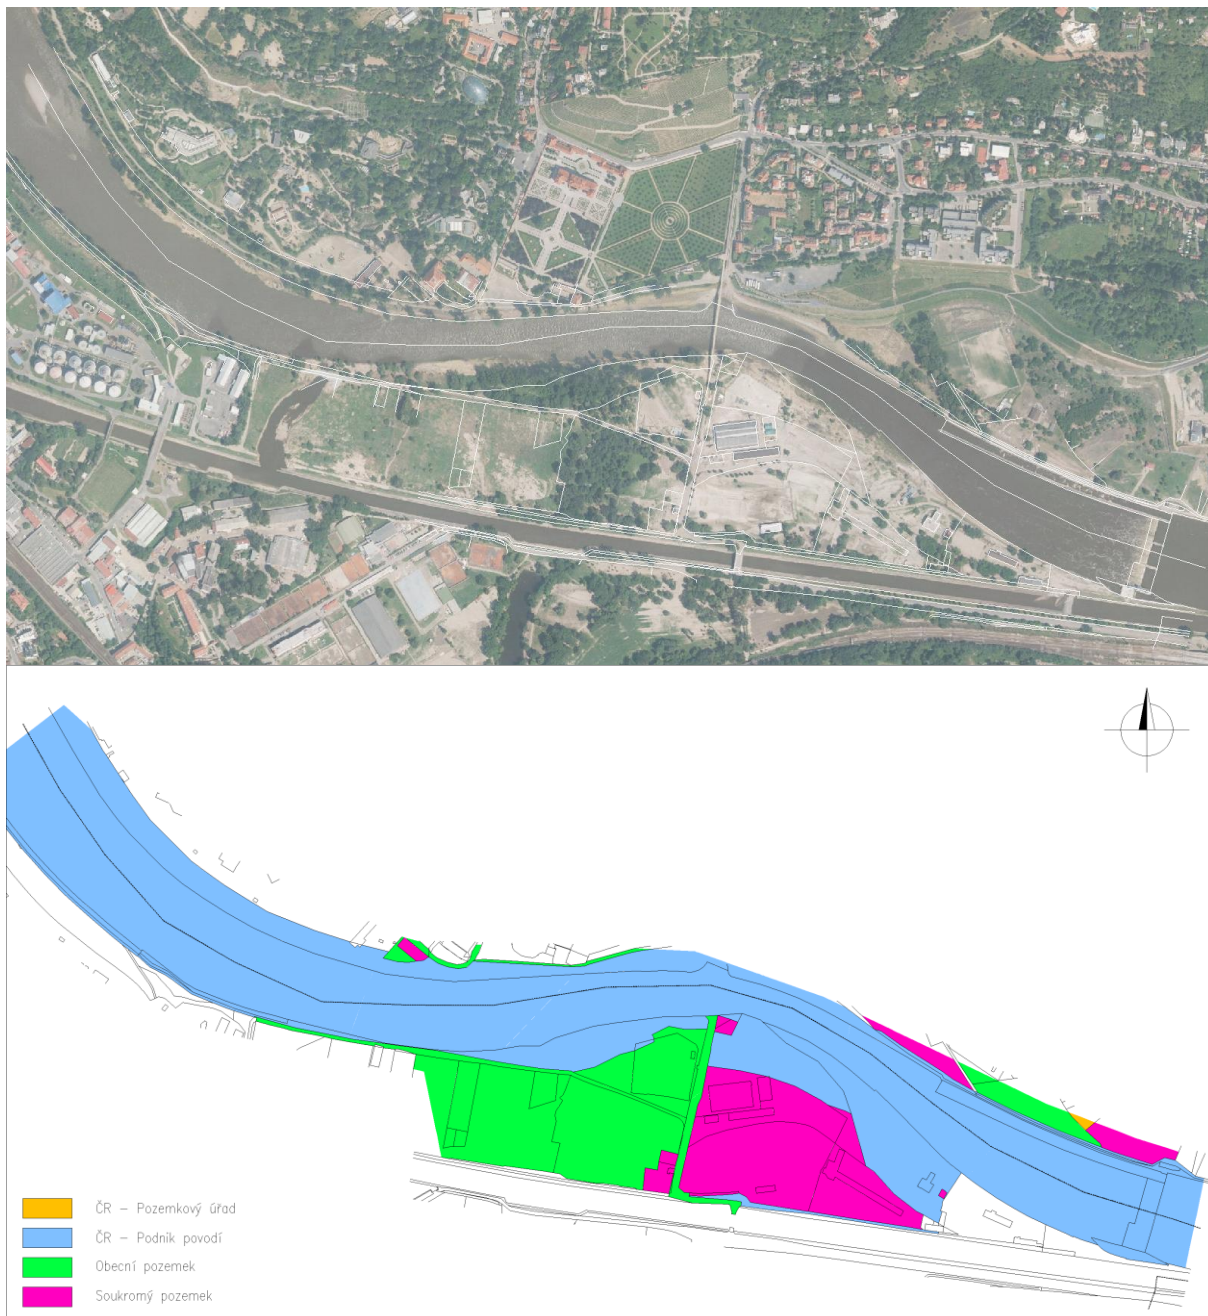 ČR – Pozemkový úřad
ČR – Podnik povodí
Obecní pozemek
Soukromý pozemek